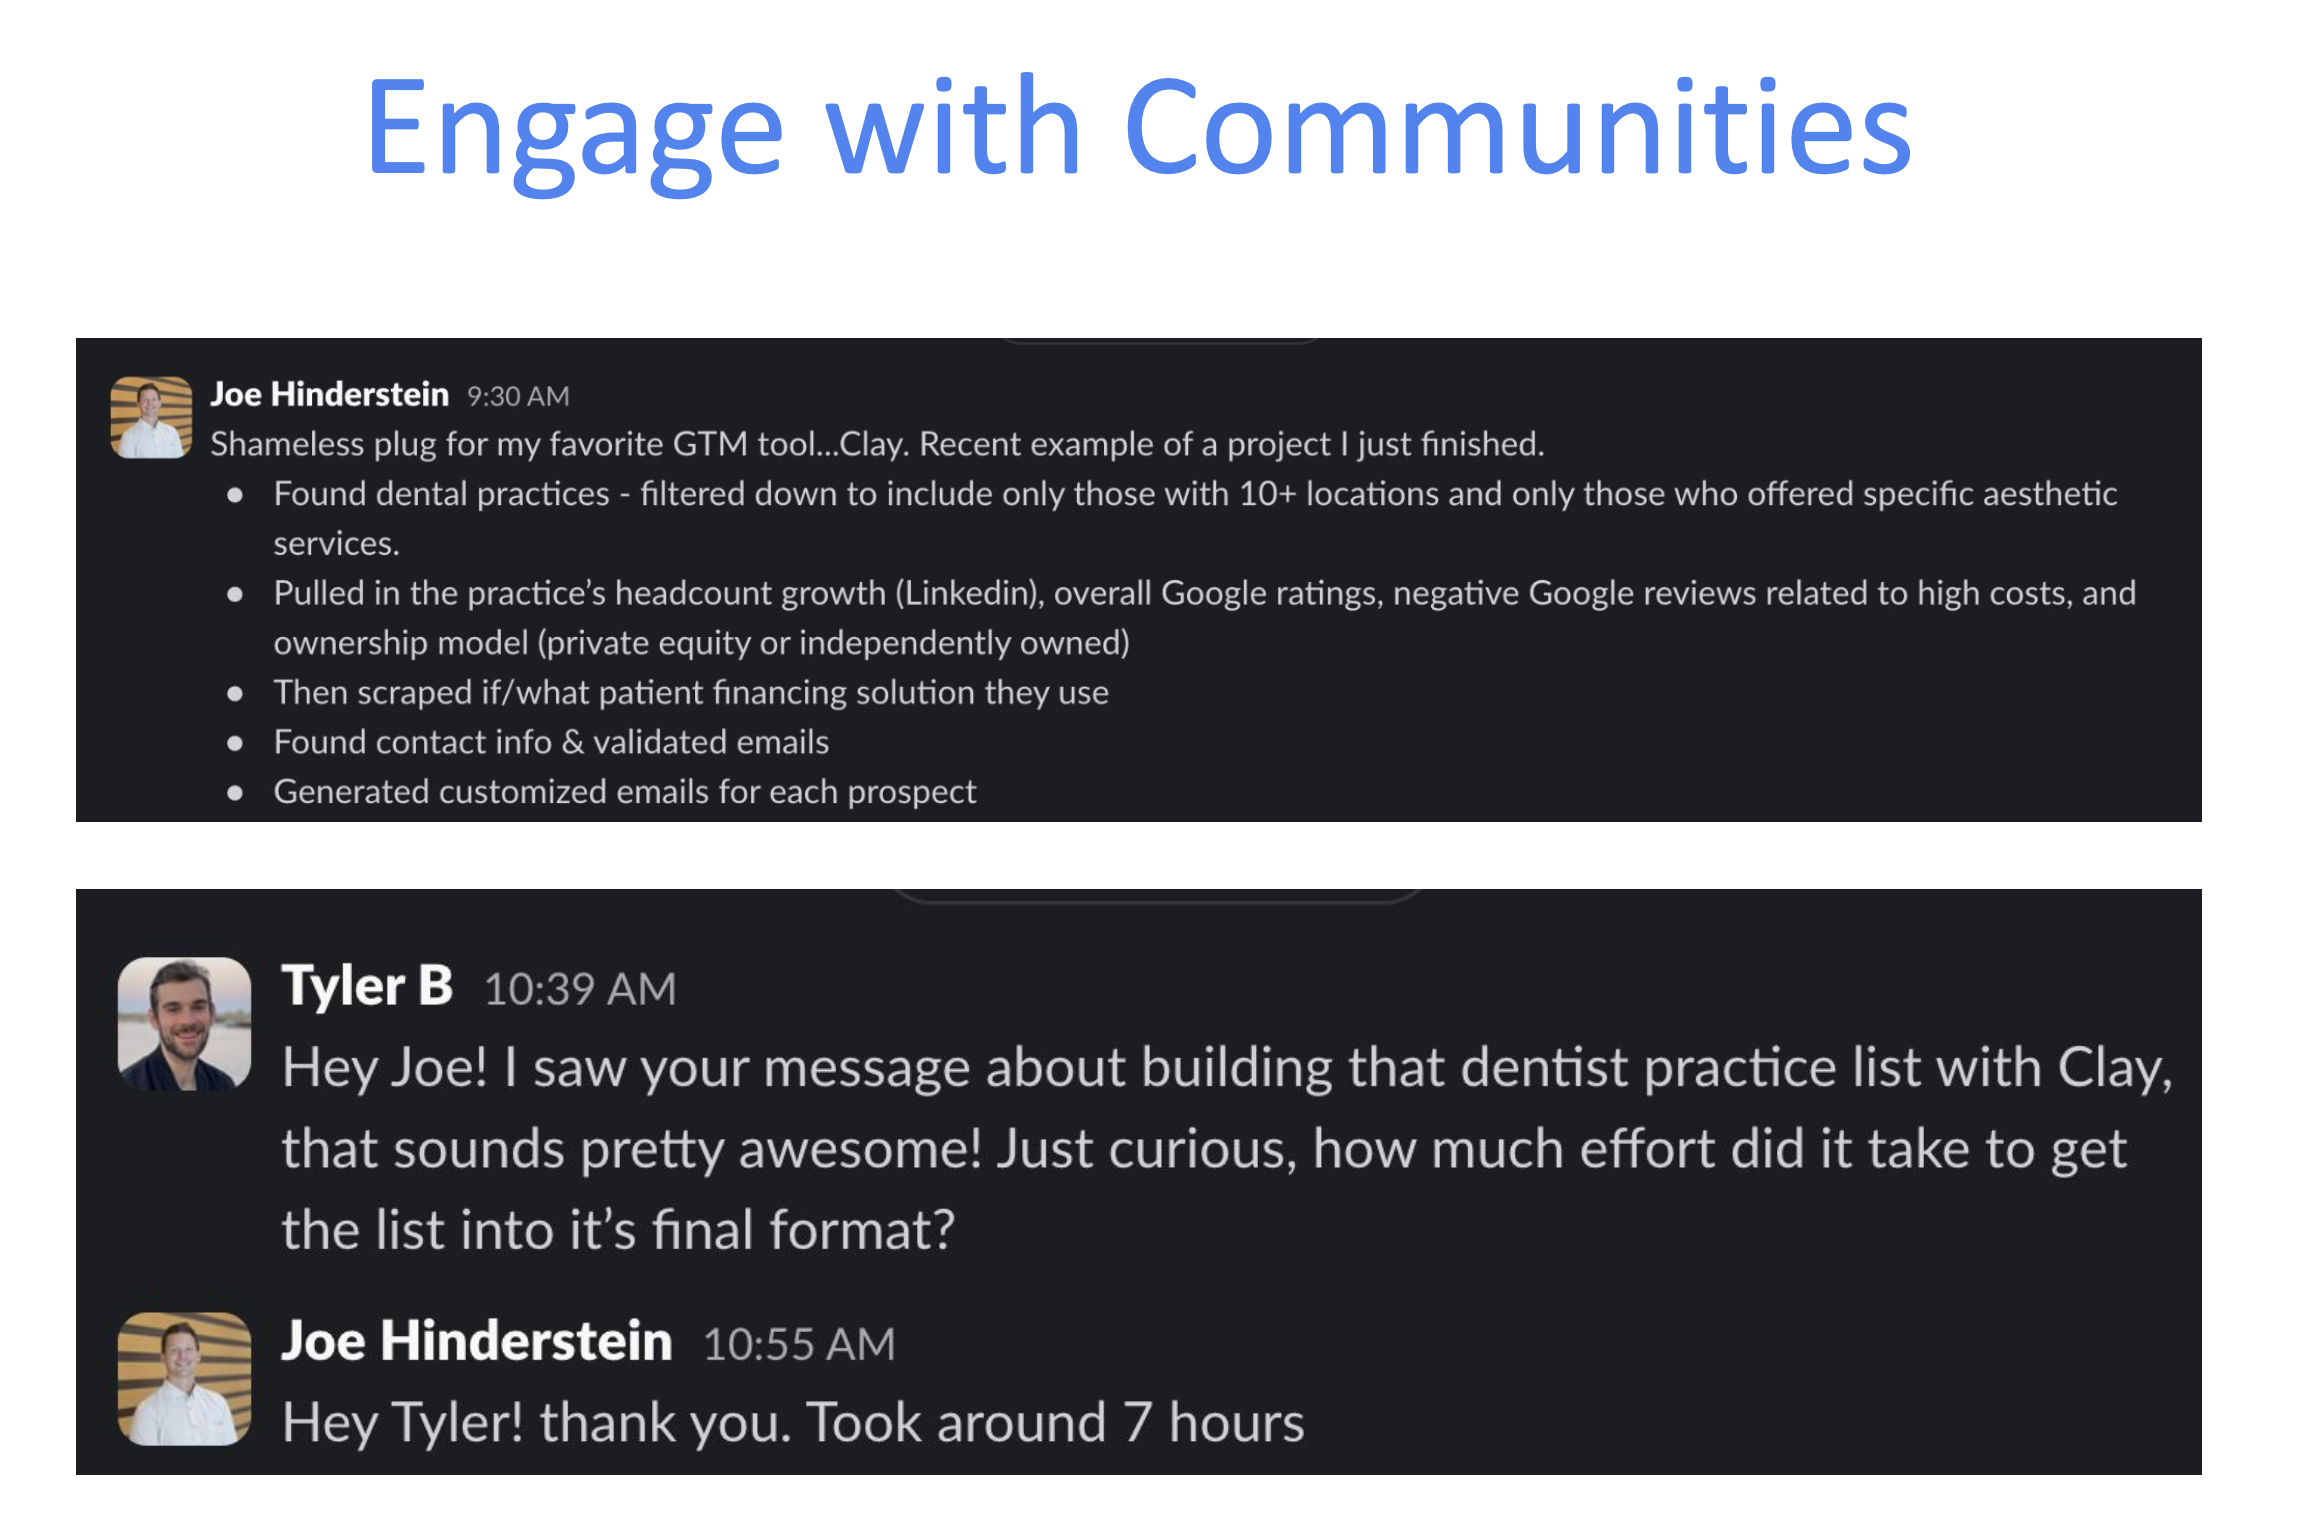 Engage with Communities
Joe Hinderstein 9:30 AM
Shameless plug for my favorite GTM tool...Clay. Recent example of a project I just finished.
● Found dental practices - filtered down to include only those with 10+ locations and only those who offered specific aesthetic
services.
● Pulled in the practice’s headcount growth (Linkedin), overall Google ratings, negative Google reviews related to high costs, and
ownership model (private equity or independently owned)
● Then scraped if/what patient financing solution they use
● Found contact info & validated emails
● Generated customized emails for each prospect
Tyler B 10:39 AM
Hey Joe! I saw your message about building that dentist practice list with Clay,
that sounds pretty awesome! Just curious, how much effort did it take to get
the list into it’s final format?
Joe Hinderstein 10:55 AM
Hey Tyler! thank you. Took around 7 hours